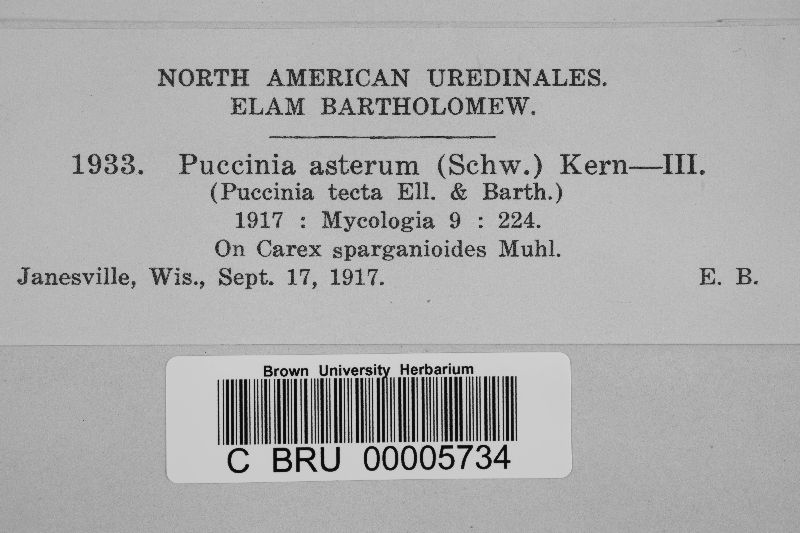 NORTH AMERICAN UREDINALES.
ELAM BARTHOLOMEW.
1933. Puccinia asterum (Schw.) Kern—III.
(Puccinia tecta Ell. & Barth.)
1917 : Mycologia 9 : 224.
On Carex sparganioides Muhl.
Janesville, Wis., Sept. 17, 1917. E. B.
Brown University Herbarium
C BRU 00005734